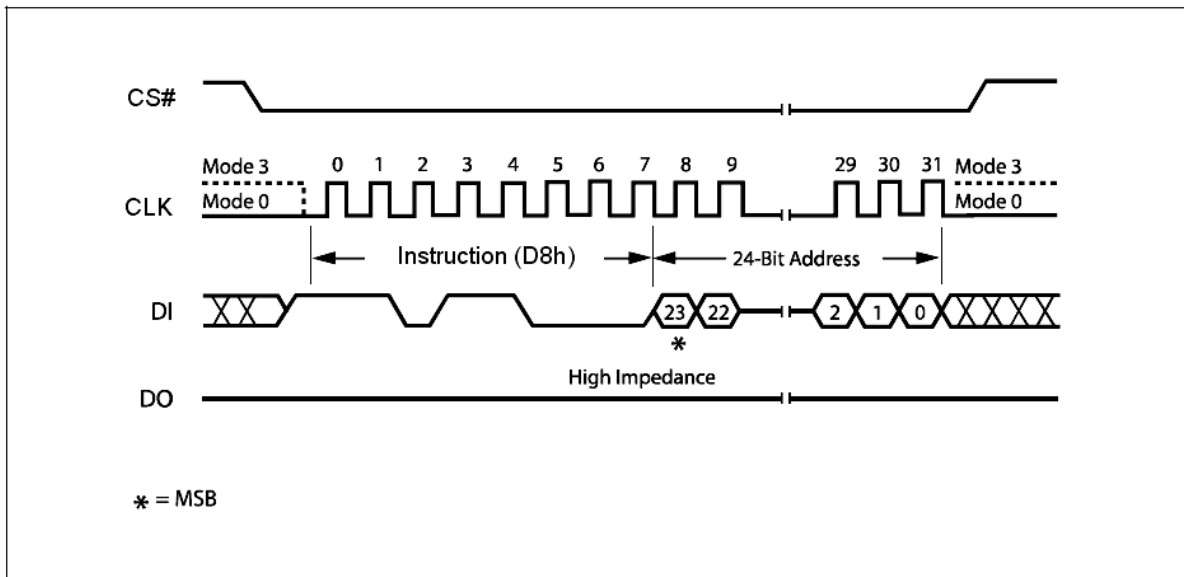 CS#
Mode 3 0 1 2 3 4 5 6 7 8 9 29 30 31 Mode 3
CLK Mode 0 Mode 0
Instruction (D8h) 24-Bit Address
DI 23 22 2 1 0
*
High Impedance
DO
* = MSB